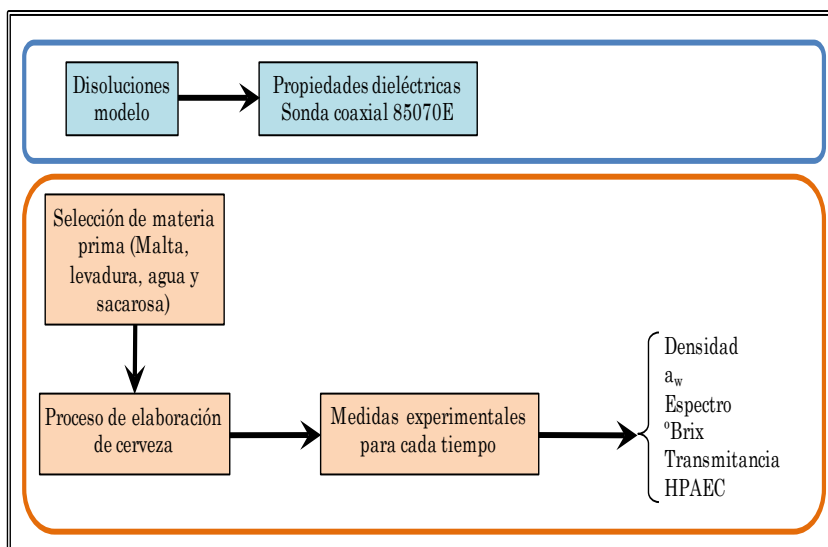 Disoluciones
modelo
Propiedades dieléctricas
Sonda coaxial 85070E
Selección de materia
prima (Malta,
levadura, agua y
sacarosa)
Proceso de elaboración
de cerveza
Medidas experimentales
para cada tiempo
Densidad
aw
Espectro
ºBrix
Transmitancia
HPAEC